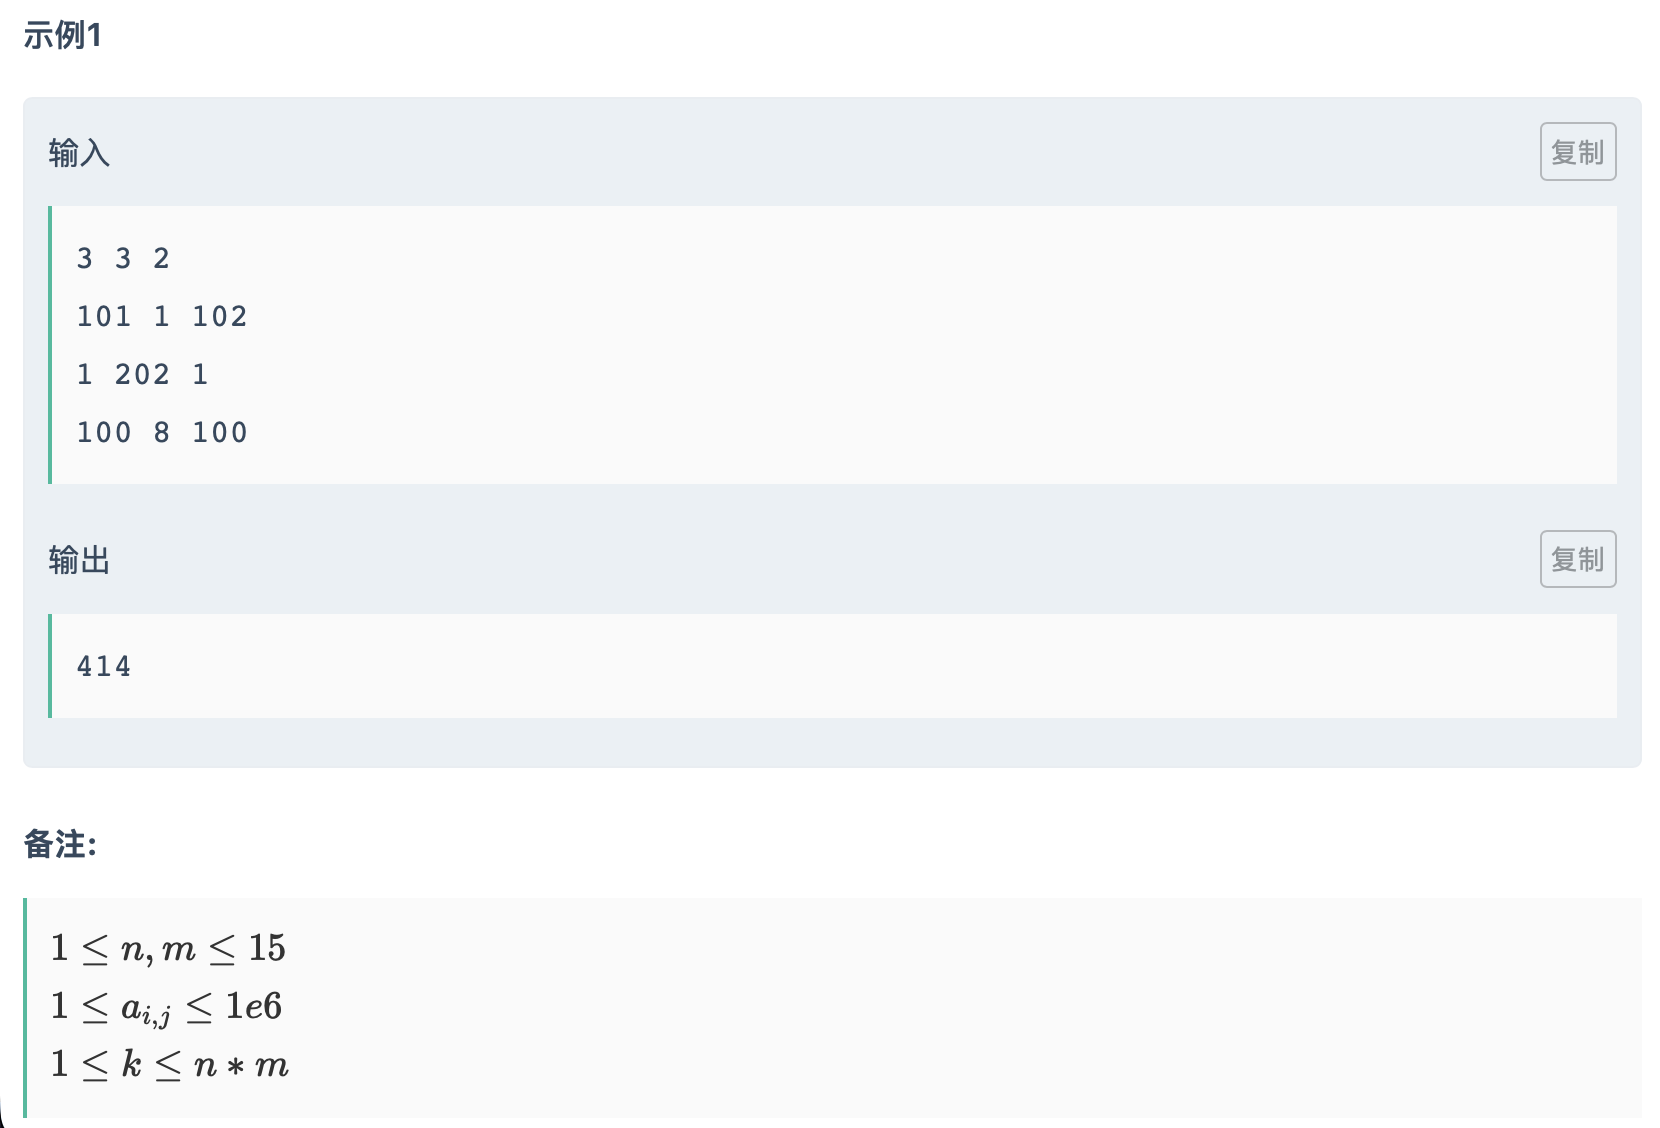 示例1
输入
复制
3 3 2
101 1 102
1 202 1
100 8 100
输出
复制
414
备注:
1 ≤ n, m ≤ 15
1 ≤ a_{i,j} ≤ 1e6
1 ≤ k ≤ n * m